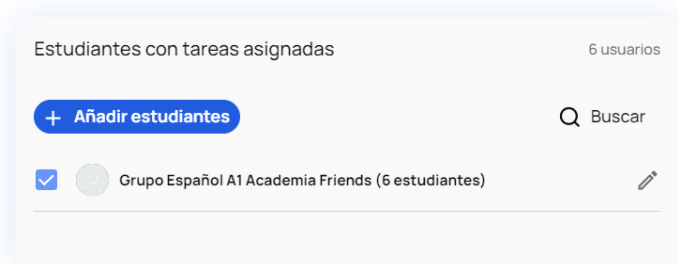 Estudiantes con tareas asignadas
6 usuarios
Añadir estudiantes
Buscar
Grupo Español A1 Academia Friends (6 estudiantes)